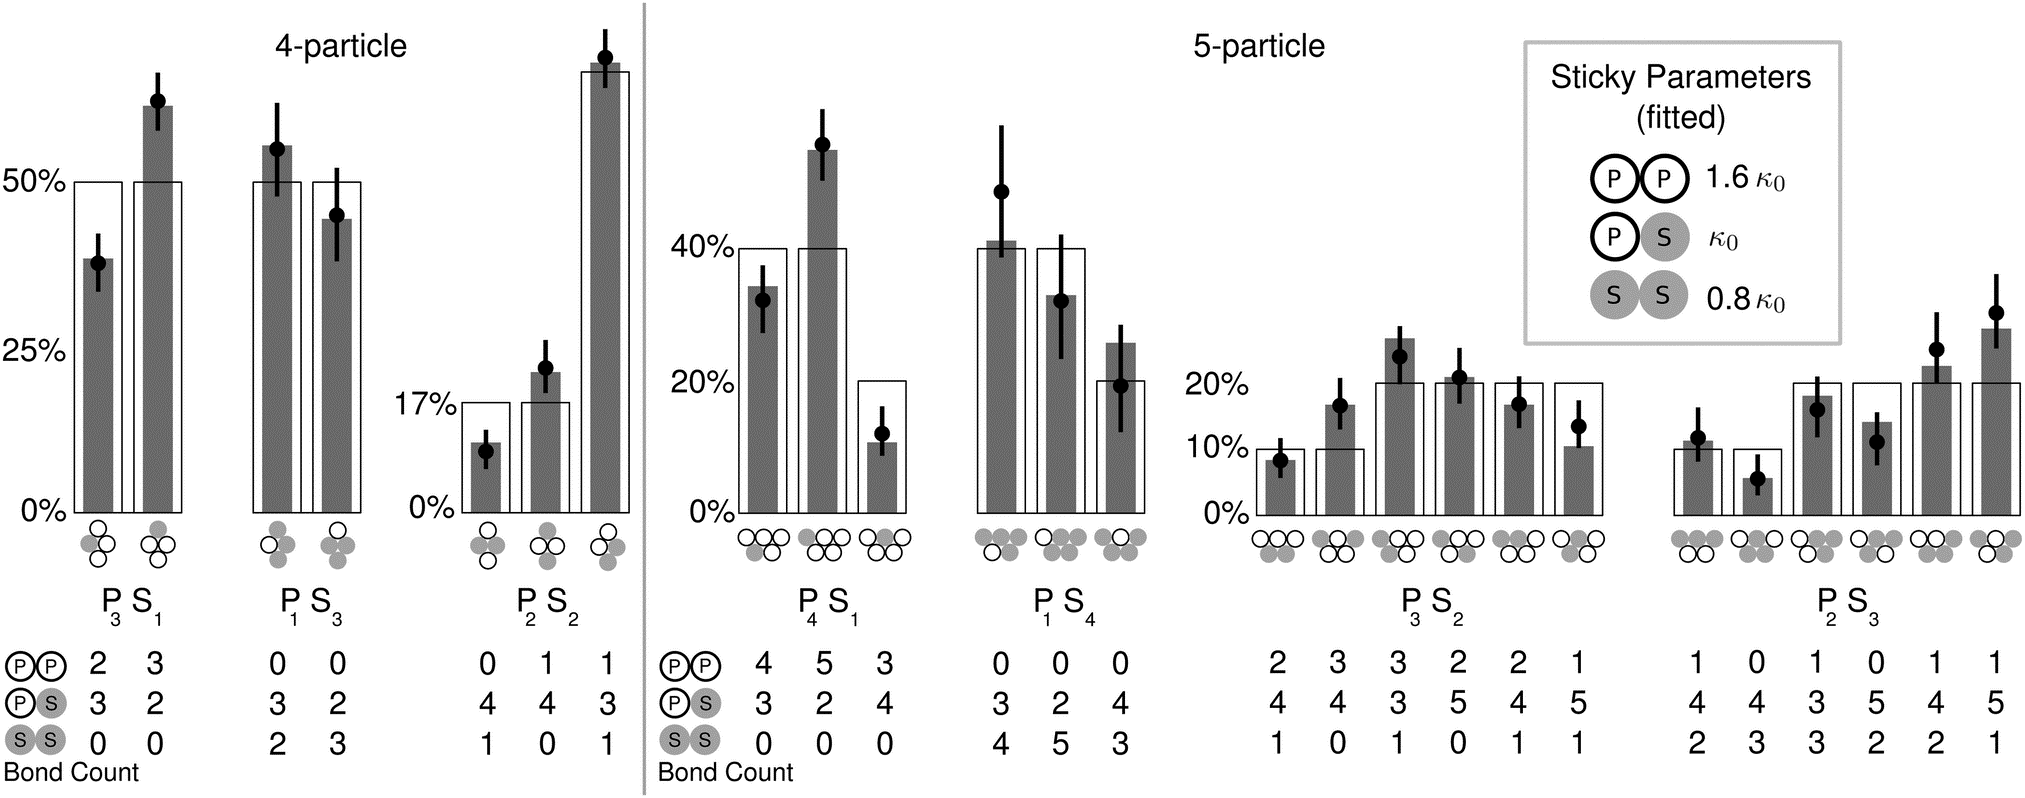 4-particle
5-particle
Sticky Parameters
(fitted)
P P 1.6 κ0
P S κ0
S S 0.8 κ0
50%
25%
0%
17%
0%
40%
20%
0%
20%
10%
0%
P3 S1 P1 S3 P2 S2 P4 S1 P1 S4 P3 S2 P2 S3
P P 2 3 0 0 0 1 1
P S 3 2 3 2 4 4 3
S S 0 0 2 3 1 0 1
Bond Count
P P 4 5 3 0 0 0 2 3 3 2 2 1 1 0 1 0 1 1
P S 3 2 4 3 2 4 4 4 3 5 4 5 4 4 3 5 4 5
S S 0 0 0 4 5 3 1 0 1 0 1 1 2 3 3 2 2 1
Bond Count